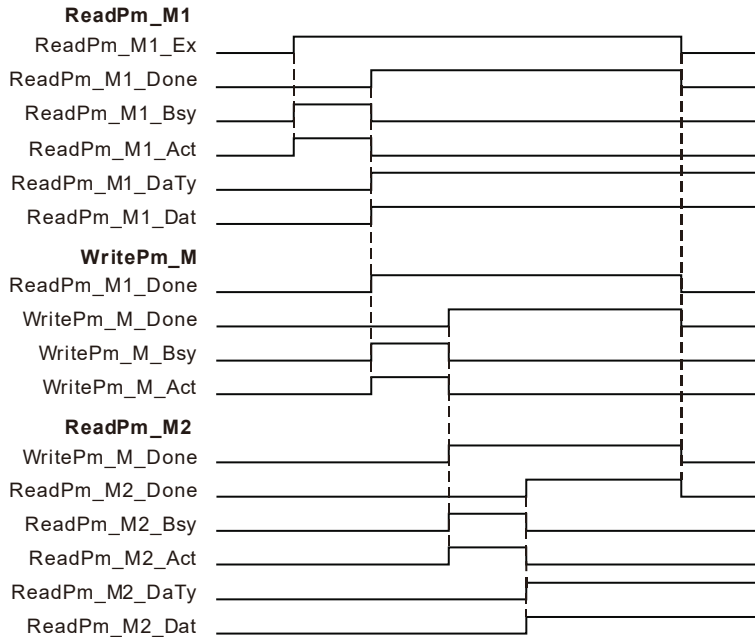 ReadPm_M1
ReadPm_M1_Ex
ReadPm_M1_Done
ReadPm_M1_Bsy
ReadPm_M1_Act
ReadPm_M1_DaTy
ReadPm_M1_Dat
WritePm_M
ReadPm_M1_Done
WritePm_M_Done
WritePm_M_Bsy
WritePm_M_Act
ReadPm_M2
WritePm_M_Done
ReadPm_M2_Done
ReadPm_M2_Bsy
ReadPm_M2_Act
ReadPm_M2_DaTy
ReadPm_M2_Dat